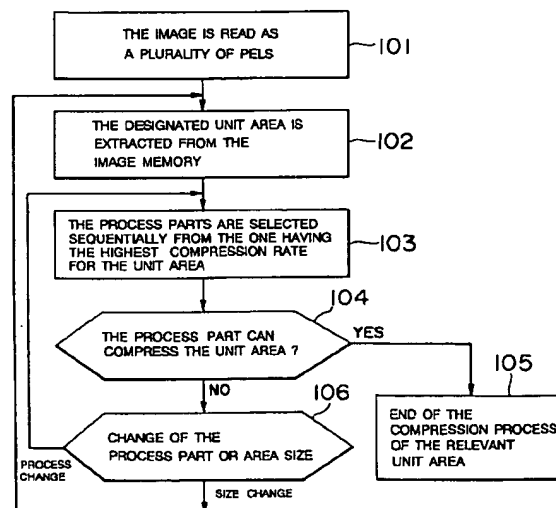 THE IMAGE IS READ AS
A PLURALITY OF PELS
101
THE DESIGNATED UNIT AREA IS
EXTRACTED FROM THE
IMAGE MEMORY
102
THE PROCESS PARTS ARE SELECTED
SEQUENTIALLY FROM THE ONE HAVING
THE HIGHEST COMPRESSION RATE
FOR THE UNIT AREA
103
104
THE PROCESS PART CAN
COMPRESS THE UNIT AREA ?
YES
NO
105
END OF THE
COMPRESSION PROCESS
OF THE RELEVANT
UNIT AREA
106
CHANGE OF THE
PROCESS PART OR AREA SIZE
PROCESS
CHANGE
SIZE CHANGE